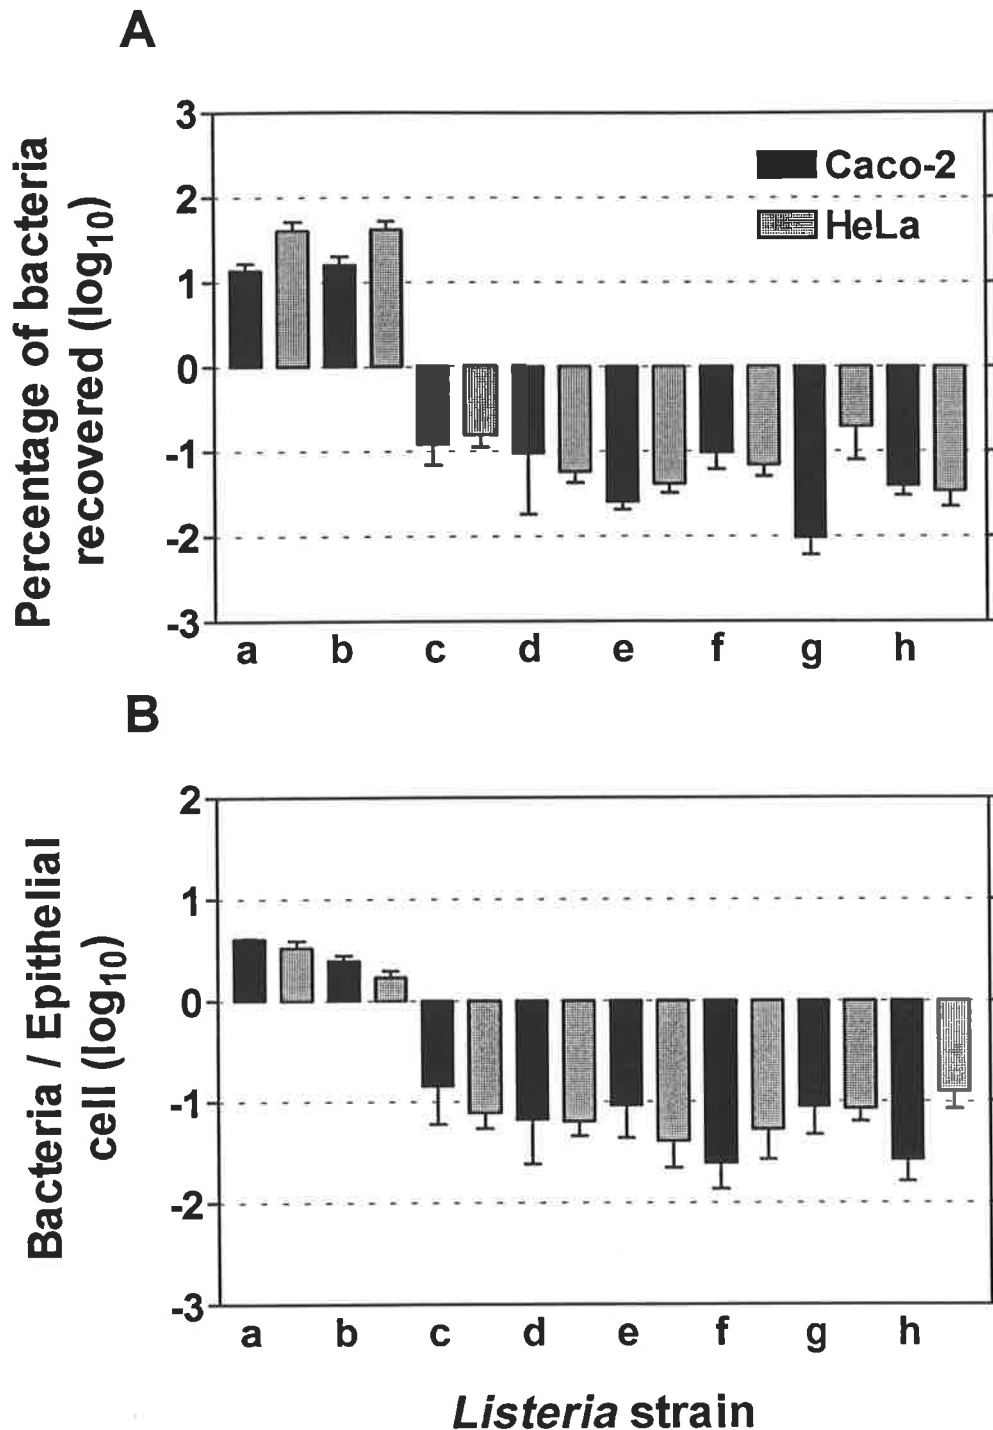 A
Percentage of bacteria
recovered (log10)
3
2
1
0
-1
-2
-3
Caco-2
HeLa
a b c d e f g h
B
Bacteria / Epithelial
cell (log10)
2
1
0
-1
-2
-3
a b c d e f g h
Listeria strain